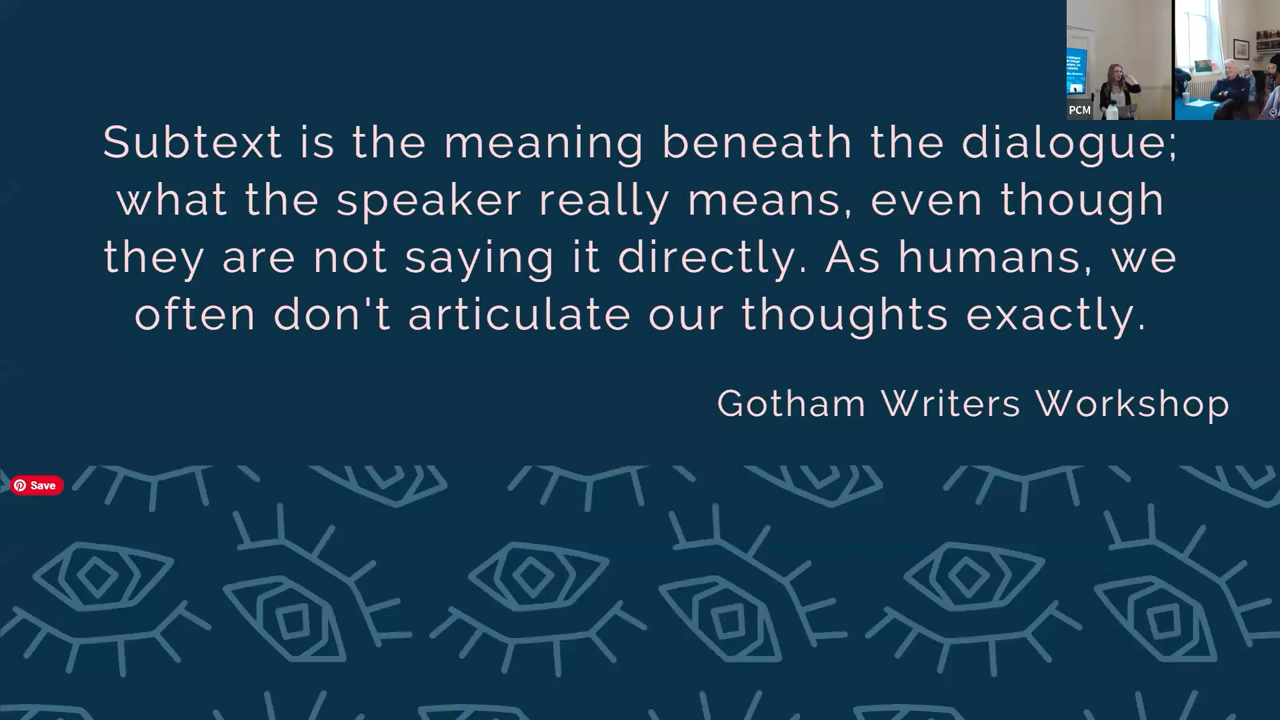 PCM
Subtext is the meaning beneath the dialogue;
what the speaker really means, even though
they are not saying it directly. As humans, we
often don't articulate our thoughts exactly.
Gotham Writers Workshop
Save